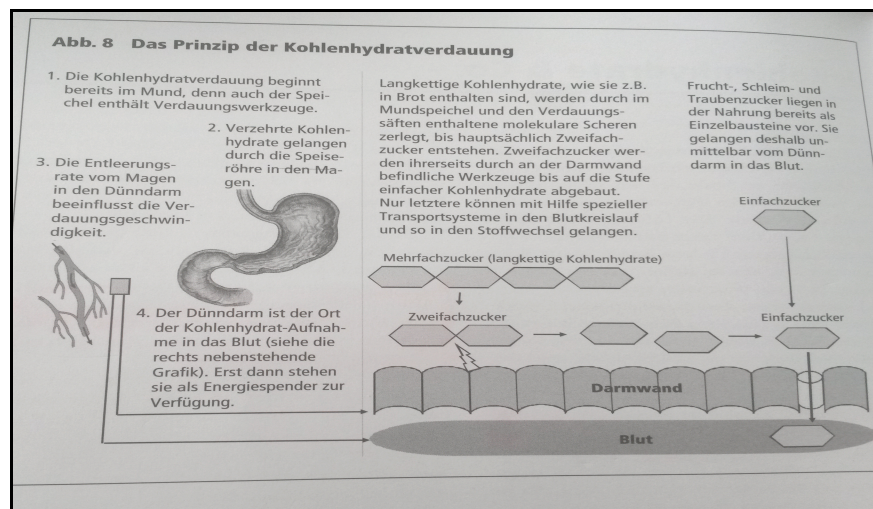 Abb. 8 Das Prinzip der Kohlenhydratverdauung
1. Die Kohlenhydratverdauung beginnt
bereits im Mund, denn auch der Spei-
chel enthält Verdauungswerkzeuge.
2. Verzehrte Kohlen-
hydrate gelangen
durch die Speise-
röhre in den Ma-
gen.
3. Die Entleerungs-
rate vom Magen
in den Dünndarm
beeinflusst die Ver-
dauungsgeschwin-
digkeit.
4. Der Dünndarm ist der Ort
der Kohlenhydrat-Aufnah-
me in das Blut (siehe die
rechts nebenstehende
Grafik). Erst dann stehen
sie als Energiespender zur
Verfügung.
Langkettige Kohlenhydrate, wie sie z.B.
in Brot enthalten sind, werden durch im
Mundspeichel und den Verdauungs-
säften enthaltene molekulare Scheren
zerlegt, bis hauptsächlich Zweifach-
zucker entstehen. Zweifachzucker wer-
den ihrerseits durch an der Darmwand
befindliche Werkzeuge bis auf die Stufe
einfacher Kohlenhydrate abgebaut.
Nur letztere können mit Hilfe spezieller
Transportsysteme in den Blutkreislauf
und so in den Stoffwechsel gelangen.
Frucht-, Schleim- und
Traubenzucker liegen in
der Nahrung bereits als
Einzelbausteine vor. Sie
gelangen deshalb un-
mittelbar vom Dünn-
darm in das Blut.
Einfachzucker
Mehrfachzucker (langkettige Kohlenhydrate)
Zweifachzucker
Einfachzucker
Darmwand
Blut